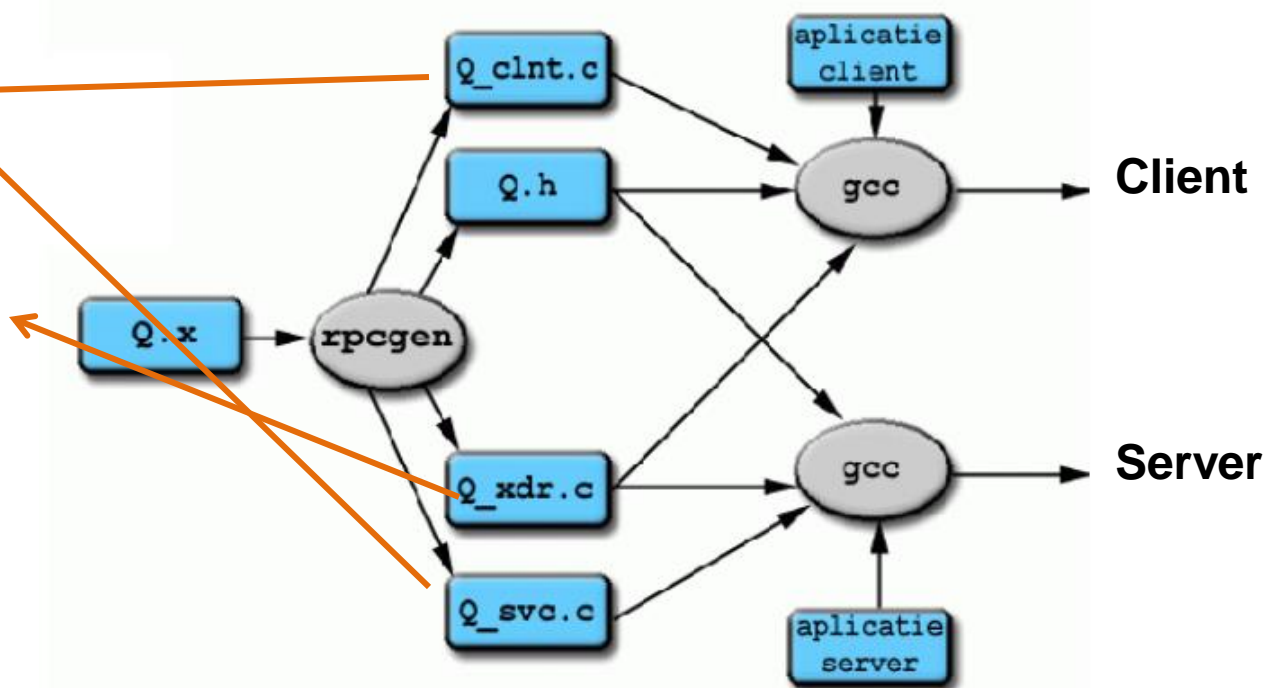 aplicatie
client
Q_clnt.c
Q.h
gcc
Client
Q.x
rpcgen
Q_xdr.c
gcc
Server
Q_svc.c
aplicatie
server